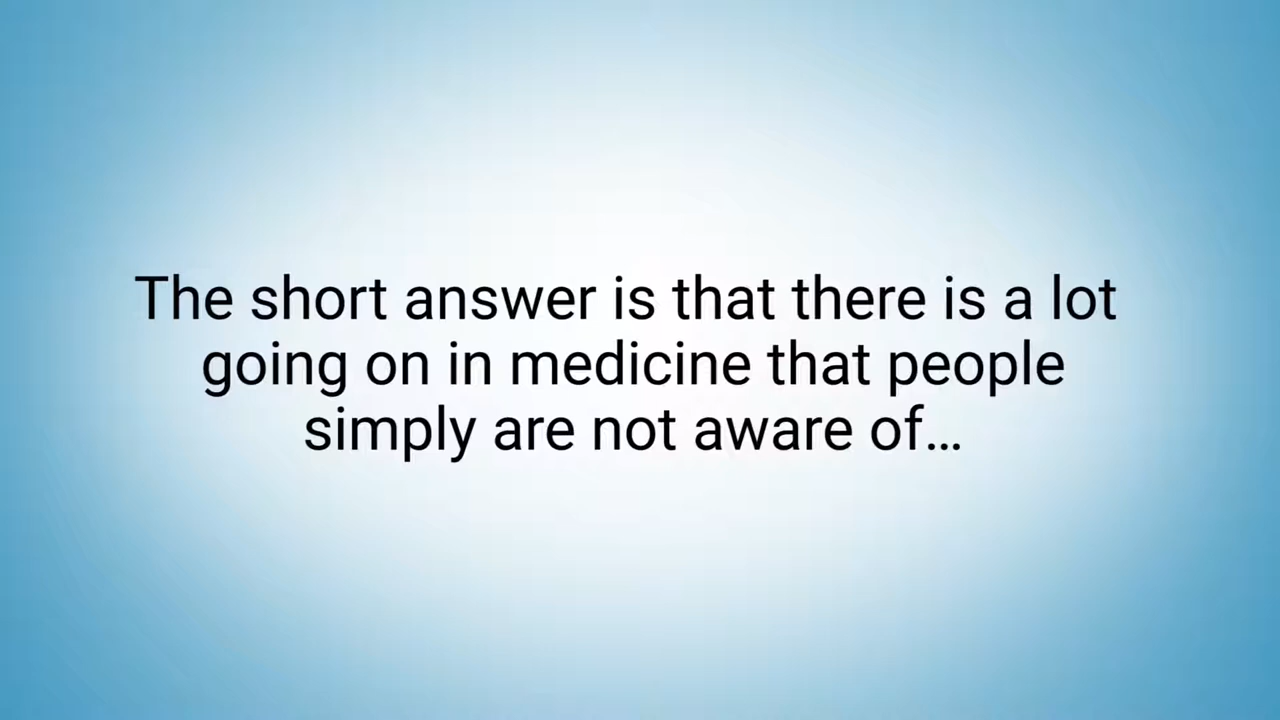 The short answer is that there is a lot
going on in medicine that people
simply are not aware of…